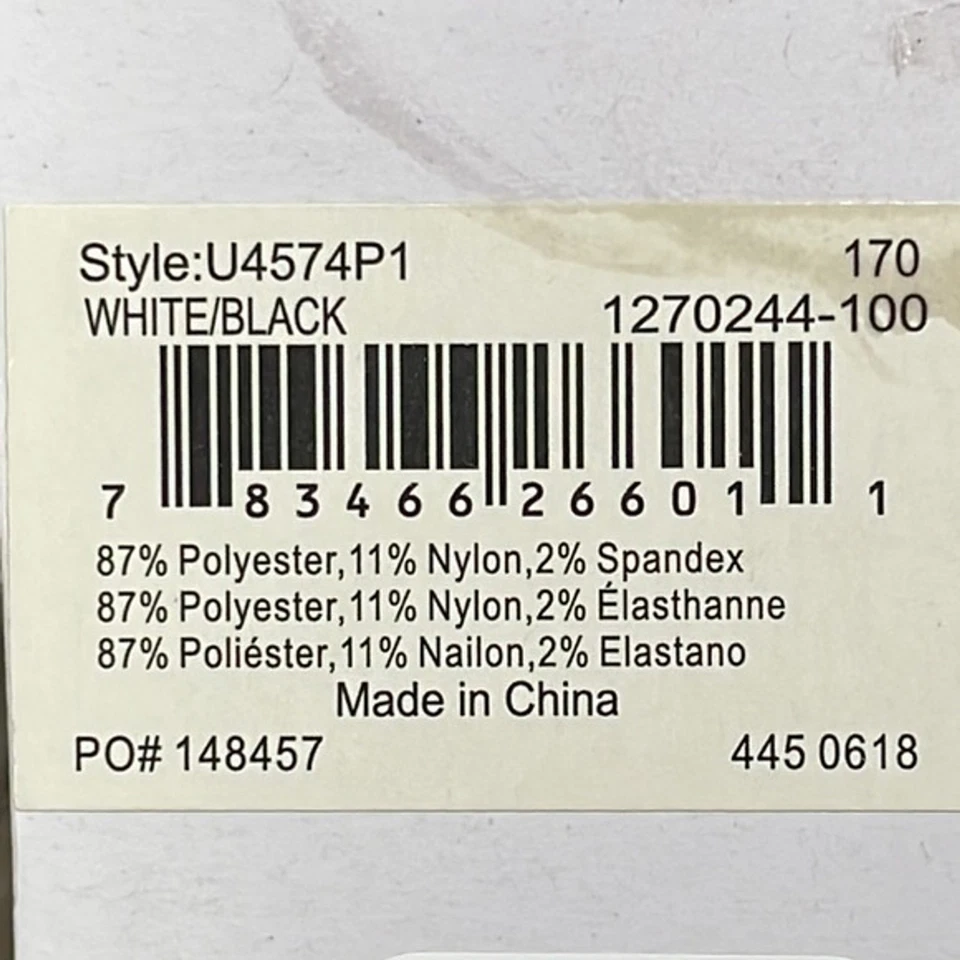 Style:U4574P1 170
WHITE/BLACK 1270244-100
7 83466 26601 1
87% Polyester,11% Nylon,2% Spandex
87% Polyester,11% Nylon,2% Élasthanne
87% Poliéster,11% Nailon,2% Elastano
Made in China
PO# 148457 445 0618